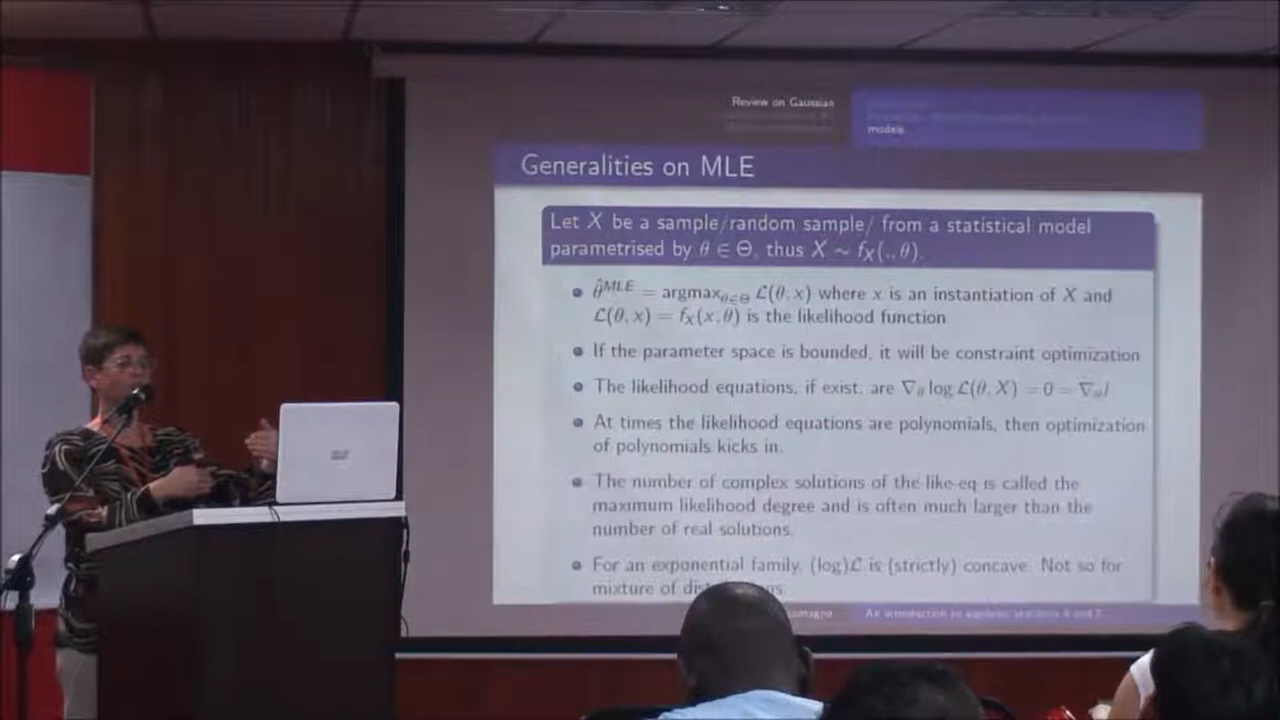 Review on Gaussian
models
Generalities on MLE
Let X be a sample/random sample/ from a statistical model
parametrised by θ ∈ Θ, thus X ∼ f_X(., θ).
θ̂^MLE = argmax_θ∈Θ ℒ(θ, x) where x is an instantiation of X and
ℒ(θ, x) = f_X(x, θ) is the likelihood function
If the parameter space is bounded, it will be constraint optimization
The likelihood equations, if exist, are ∇_θ log ℒ(θ, X) = 0 = ∇_θ l
At times the likelihood equations are polynomials, then optimization
of polynomials kicks in.
The number of complex solutions of the like-eq is called the
maximum likelihood degree and is often much larger than the
number of real solutions.
For an exponential family, (log)ℒ is (strictly) concave. Not so for
mixture of
An introduction to algebraic statistics